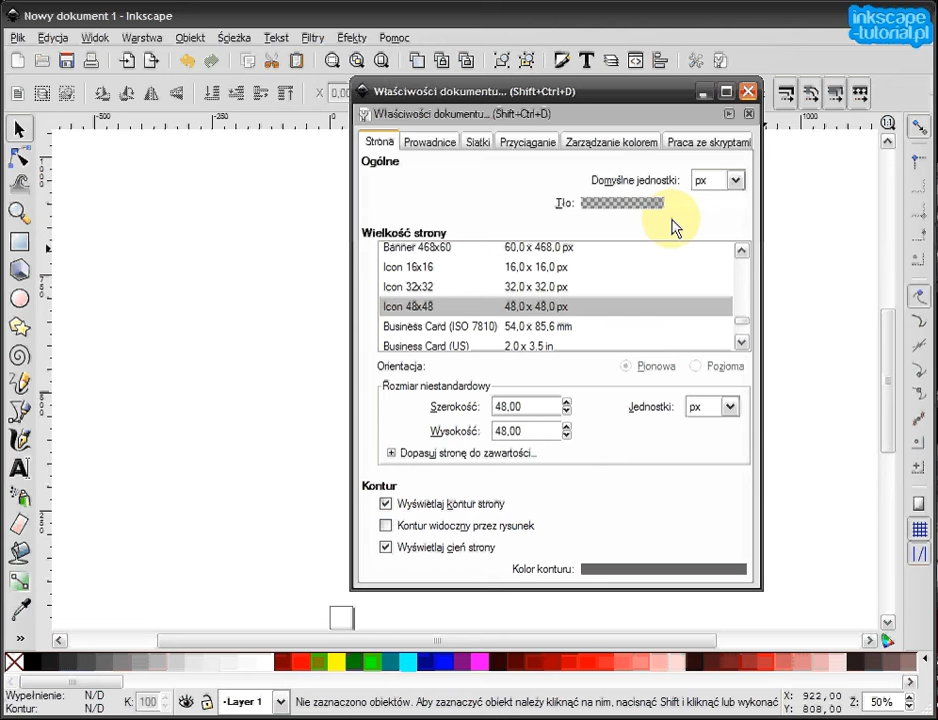 Nowy dokument 1 - Inkscape
inkscape
-tutorial.pl
Plik Edycja Widok Warstwa Obiekt Ścieżka Tekst Filtry Efekty Pomoc
X 0,00
Właściwości dokumentu... (Shift+Ctrl+D)
Właściwości dokumentu... (Shift+Ctrl+D)
-500 0
Strona Prowadnice Siatki Przyciąganie Zarządzanie kolorem Praca ze skryptami
Ogólne
Domyślne jednostki: px
Tło:
Wielkość strony
Banner 468x60 60,0 x 468,0 px
Icon 16x16 16,0 x 16,0 px
Icon 32x32 32,0 x 32,0 px
Icon 48x48 48,0 x 48,0 px
Business Card (ISO 7810) 54,0 x 85,6 mm
Business Card (US) 2.0 x 3.5 in
Orientacja: Pionowa Pozioma
Rozmiar niestandardowy
Szerokość: 48,00 Jednostki: px
Wysokość: 48,00
Dopasuj stronę do zawartości...
Kontur
Wyświetlaj kontur strony
Kontur widoczny przez rysunek
Wyświetlaj cień strony
Kolor konturu:
Wypełnienie: N/D
Kontur: N/D
K: 100
Layer 1
Nie zaznaczono obiektów. Aby zaznaczyć obiekt należy kliknąć na nim, nacisnąć Shift i kliknąć lub wykonać
X: 922,00
Y: 808,00
Z: 50%